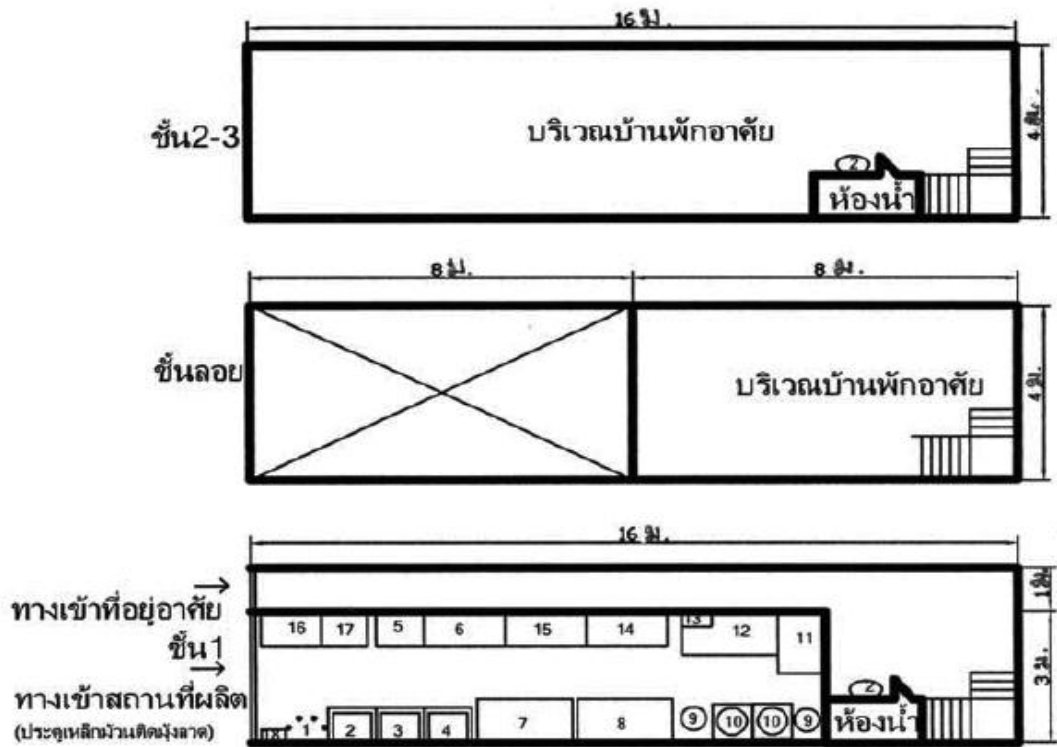 16 ม.
ชั้น2-3
บริเวณบ้านพักอาศัย
4 ม.
2
ห้องน้ำ
8 ม.
8 ม.
ชั้นลอย
บริเวณบ้านพักอาศัย
4 ม.
16 ม.
ทางเข้าที่อยู่อาศัย
1ม.
16 17 5 6 15 14 13 12 11
ชั้น1
3 ม.
ทางเข้าสถานที่ผลิต
(ประตูเหล็กม้วนติดมุ้งลวด)
18 1 2 3 4 7 8 9 10 10 9
2
ห้องน้ำ